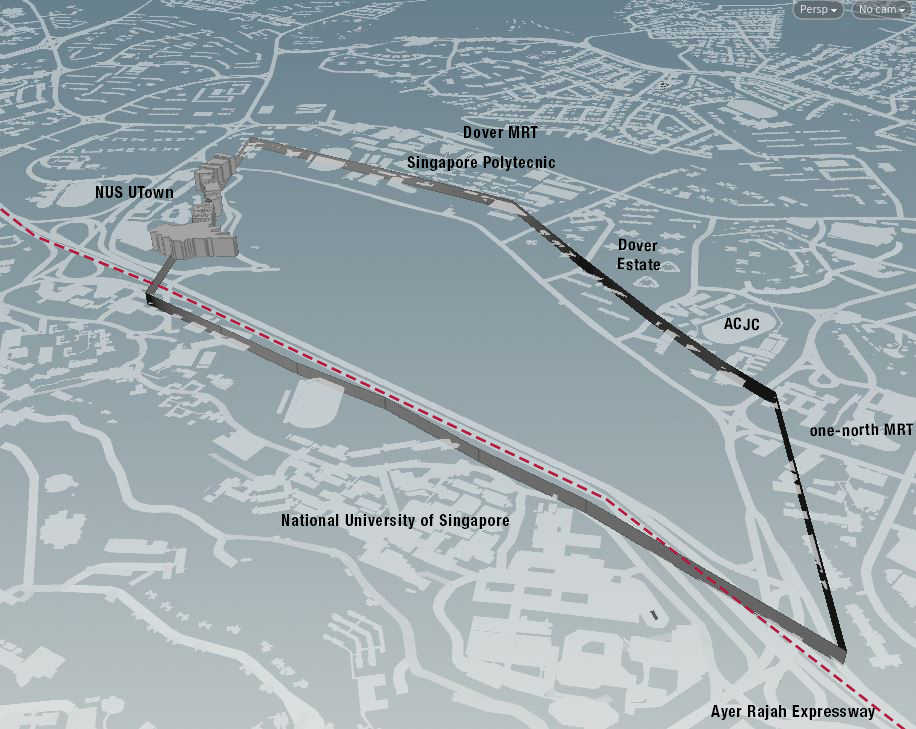 Persp
No cam
Dover MRT
Singapore Polytecnic
NUS UTown
Dover
Estate
ACJC
one-north MRT
National University of Singapore
Ayer Rajah Expressway